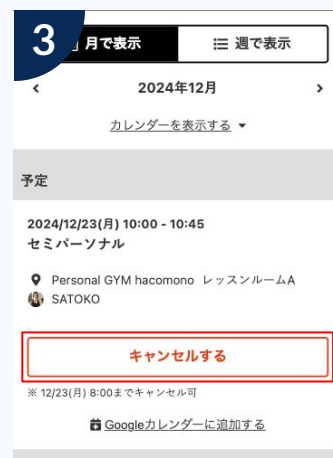 3
月で表示
週で表示
< 2024年12月 >
カレンダーを表示する ▼
予定
2024/12/23(月) 10:00 - 10:45
セミパーソナル
Personal GYM hacomono レッスンルームA
SATOKO
キャンセルする
※ 12/23(月) 8:00までキャンセル可
Googleカレンダーに追加する